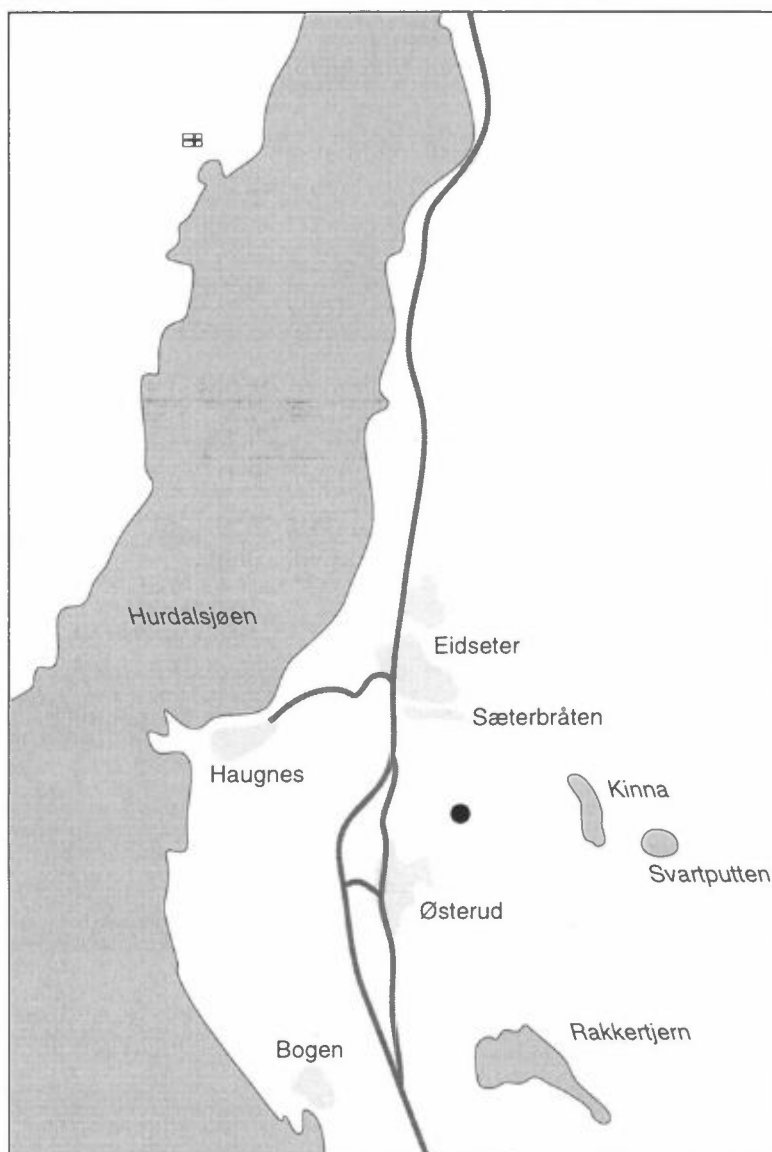 Hurdalsjøen
Eidseter
Sæterbråten
Haugnes
Kinna
Svartputten
Østerud
Rakkertjern
Bogen